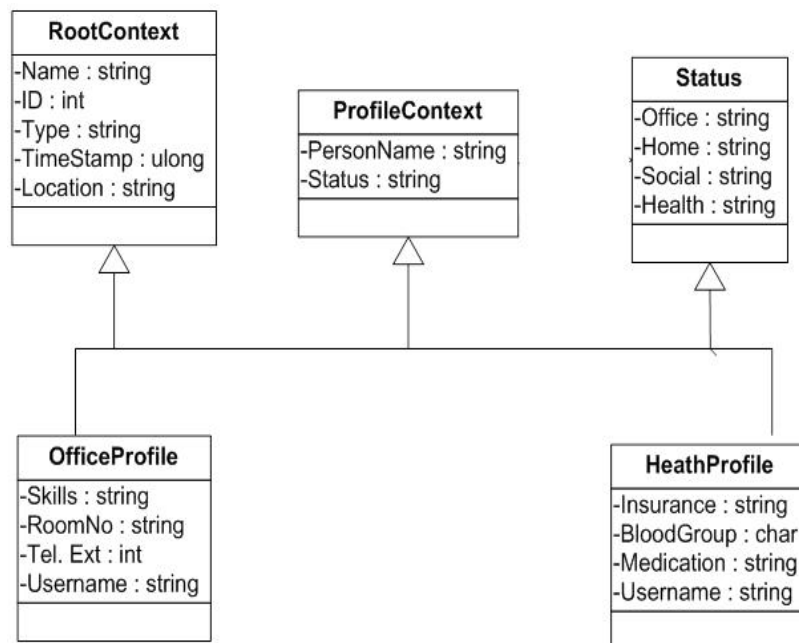 RootContext
-Name : string
-ID : int
-Type : string
-TimeStamp : ulong
-Location : string
ProfileContext
-PersonName : string
-Status : string
Status
-Office : string
-Home : string
-Social : string
-Health : string
OfficeProfile
-Skills : string
-RoomNo : string
-Tel. Ext : int
-Username : string
HeathProfile
-Insurance : string
-BloodGroup : char
-Medication : string
-Username : string